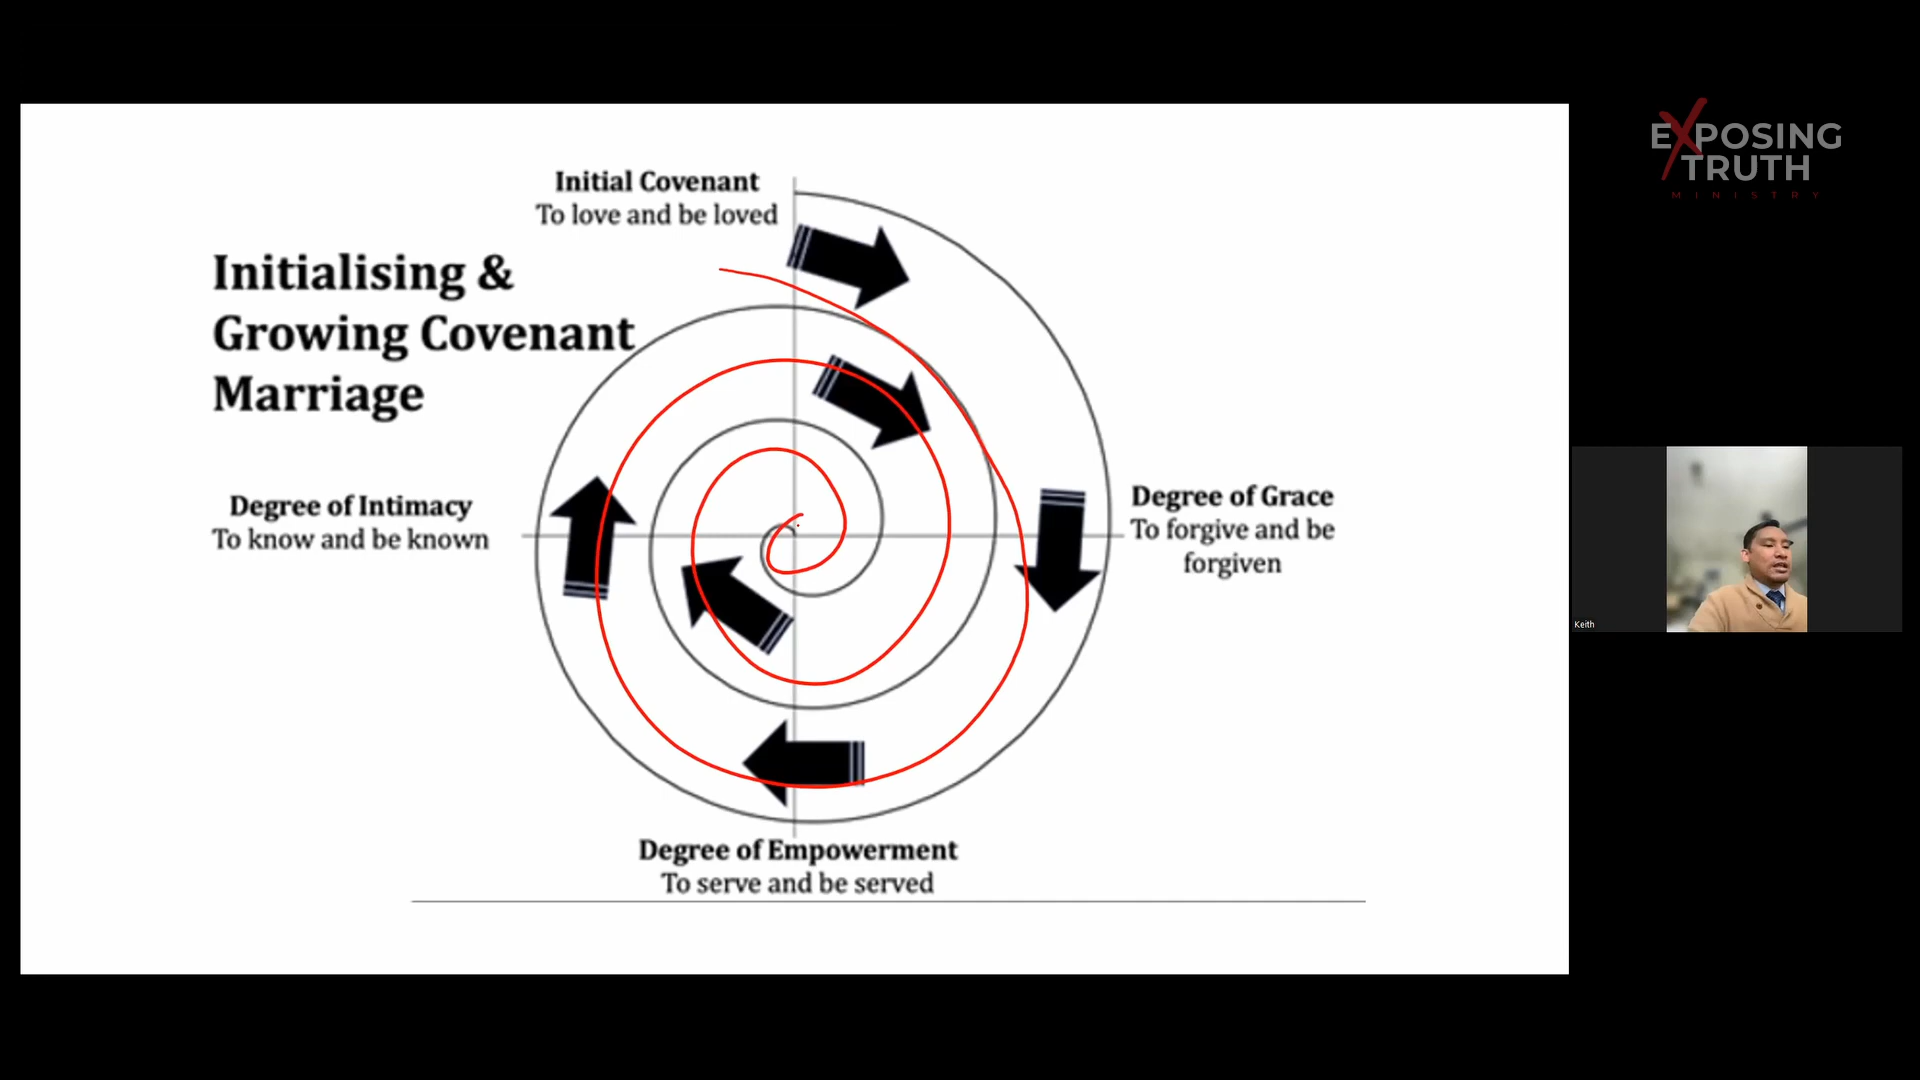 Initial Covenant
To love and be loved
Initialising &
Growing Covenant
Marriage
Degree of Intimacy
To know and be known
Degree of Grace
To forgive and be
forgiven
Degree of Empowerment
To serve and be served
EXPOSING
TRUTH
MINISTRY
Keith